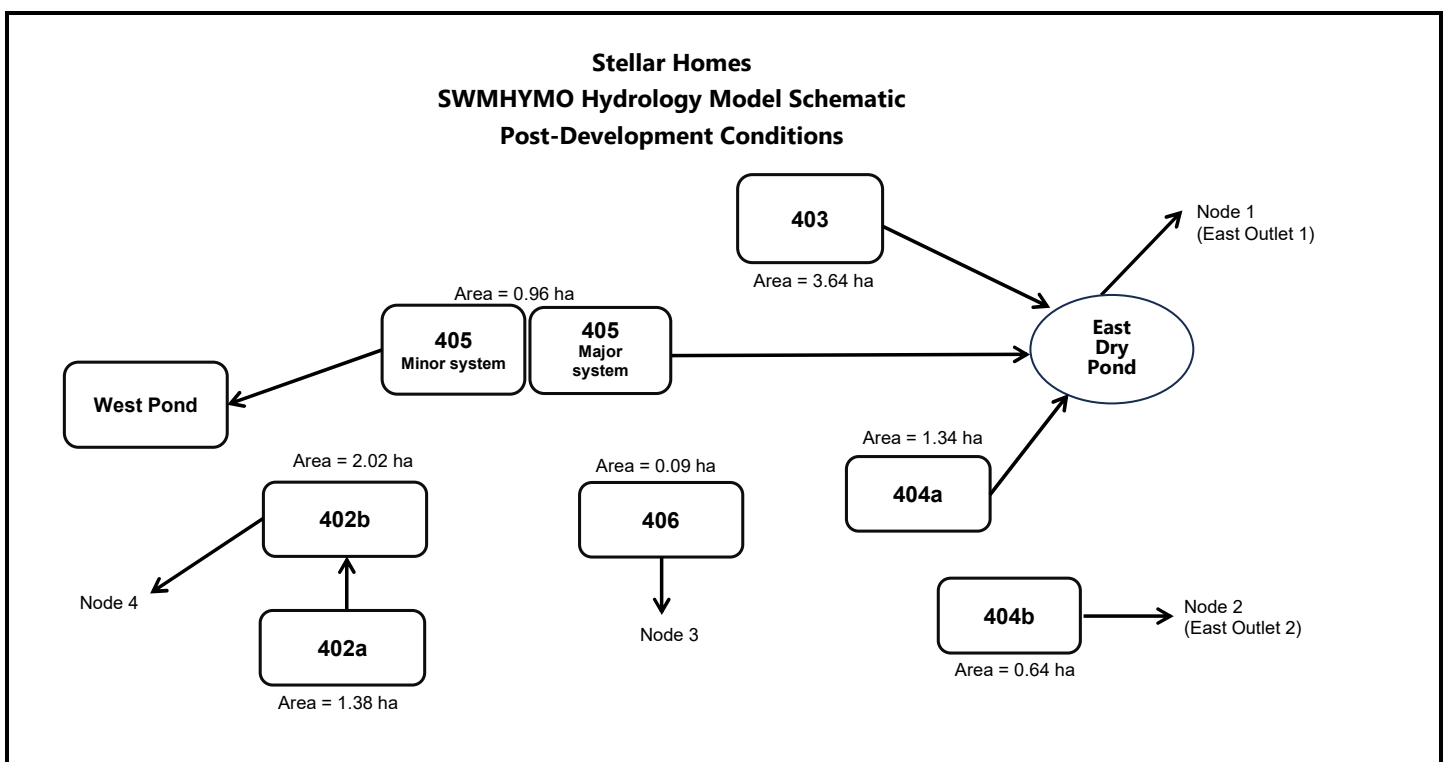 Stellar Homes
SWMHYMO Hydrology Model Schematic
Post-Development Conditions
403
Area = 3.64 ha
Node 1
(East Outlet 1)
East
Dry
Pond
Area = 0.96 ha
405
Minor system
405
Major
system
West Pond
Area = 2.02 ha
402b
Area = 0.09 ha
406
Area = 1.34 ha
404a
Node 4
402a
Area = 1.38 ha
Node 3
404b
Area = 0.64 ha
Node 2
(East Outlet 2)